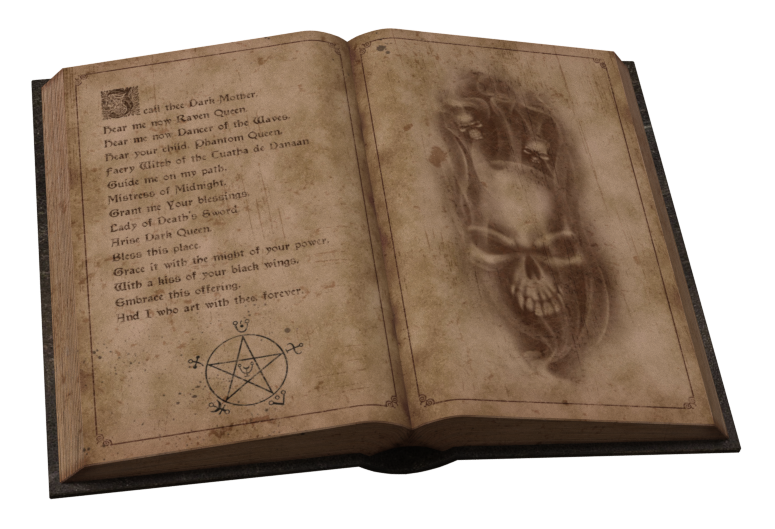 I call thee Dark Mother.
Hear me now Raven Queen.
Hear me now Dancer of the Waves.
Hear your child, Phantom Queen,
Faery Witch of the Tuatha de Danaan
Guide me on my path.
Mistress of Midnight,
Grant me Your blessings.
Lady of Death's Sword
Arise Dark Queen.
Bless this place.
Grace it with the might of your power.
With a kiss of your black wings,
Embrace this offering.
And I who art with thee forever.